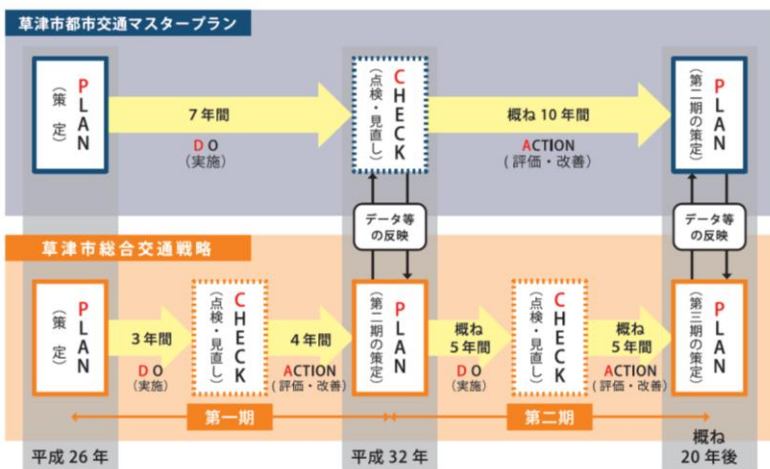 草津市都市交通マスタープラン
PLAN
(策 定)
7年間
DO
(実施)
CHECK
(点検・見直し)
概ね10年間
ACTION
(評価・改善)
PLAN
(第二期の策定)
データ等
の反映
データ等
の反映
草津市総合交通戦略
PLAN
(策 定)
3年間
DO
(実施)
CHECK
(点検・見直し)
4年間
ACTION
(評価・改善)
PLAN
(第二期の策定)
概ね
5年間
DO
(実施)
CHECK
(点検・見直し)
概ね
5年間
ACTION
(評価・改善)
PLAN
(第三期の策定)
第一期
第二期
平成26年
平成32年
概ね
20年後